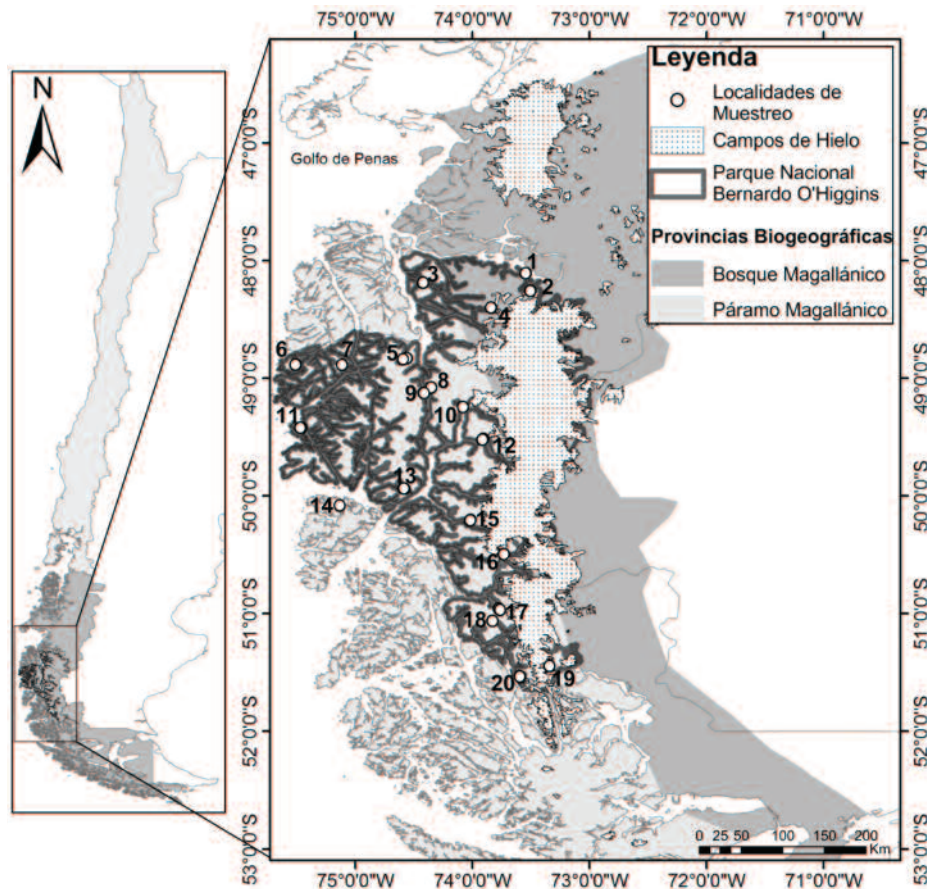 75°0'0"W 74°0'0"W 73°0'0"W 72°0'0"W 71°0'0"W
N
Leyenda
Localidades de
Muestreo
Campos de Hielo
Parque Nacional
Bernardo O'Higgins
Provincias Biogeográficas
Bosque Magallánico
Páramo Magallánico
Golfo de Penas
47°0'0"S 47°0'0"S
48°0'0"S 48°0'0"S
49°0'0"S 49°0'0"S
50°0'0"S 50°0'0"S
51°0'0"S 51°0'0"S
52°0'0"S 52°0'0"S
53°0'0"S 53°0'0"S
1
2
3
4
5
6
7
8
9
10
11
12
13
14
15
16
17
18
19
20
0 25 50 100 150 200
Km
75°0'0"W 74°0'0"W 73°0'0"W 72°0'0"W 71°0'0"W